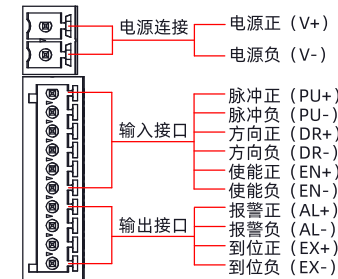 电源连接
电源正（V+）
电源负（V-）
输入接口
脉冲正（PU+）
脉冲负（PU-）
方向正（DR+）
方向负（DR-）
使能正（EN+）
使能负（EN-）
输出接口
报警正（AL+）
报警负（AL-）
到位正（EX+）
到位负（EX-）